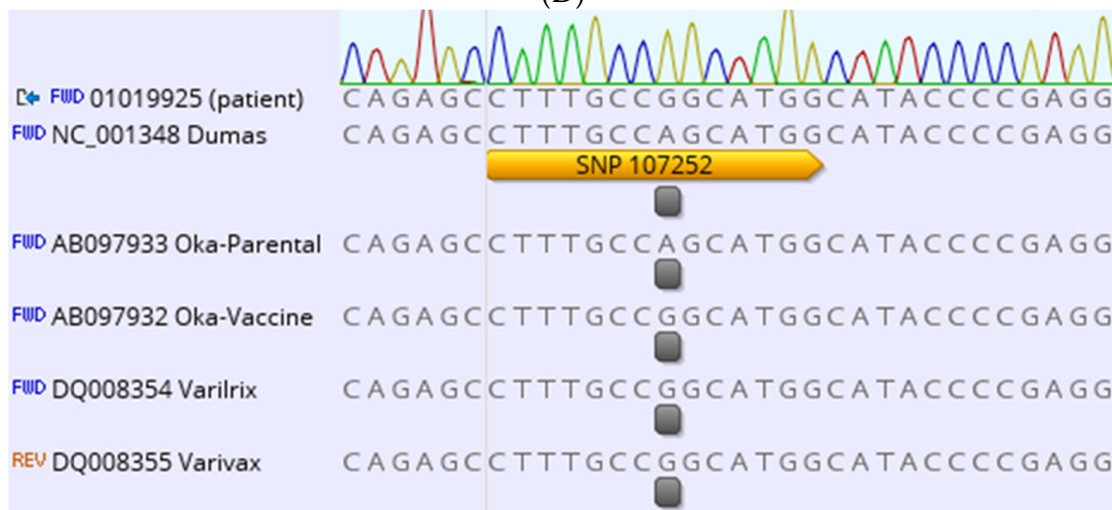 (D)
FWD 01019925 (patient) CAGAGCCTTTGCCGGCATGGCATACCCCGAGG
FWD NC_001348 Dumas CAGAGCCTTTGCCAGCATGGCATACCCCGAGG
SNP 107252
FWD AB097933 Oka-Parental CAGAGCCTTTGCCAGCATGGCATACCCCGAGG
FWD AB097932 Oka-Vaccine CAGAGCCTTTGCCGGCATGGCATACCCCGAGG
FWD DQ008354 Varilrix CAGAGCCTTTGCCGGCATGGCATACCCCGAGG
REV DQ008355 Varivax CAGAGCCTTTGCCGGCATGGCATACCCCGAGG